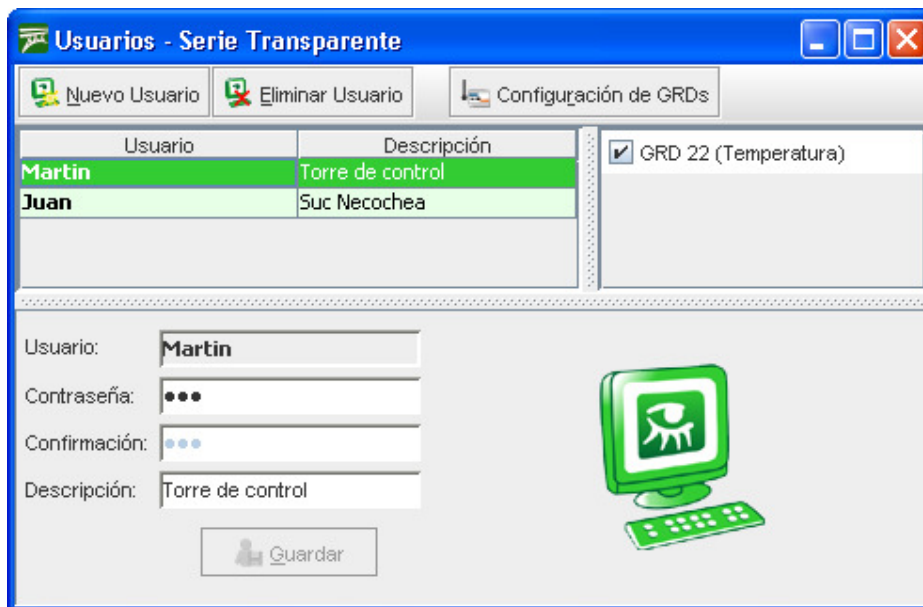 Usuarios - Serie Transparente
Nuevo Usuario Eliminar Usuario Configuración de GRDs
Usuario Descripción
Martin Torre de control
Juan Suc Necochea
GRD 22 (Temperatura)
Usuario: Martin
Contraseña: •••
Confirmación: •••
Descripción: Torre de control
Guardar